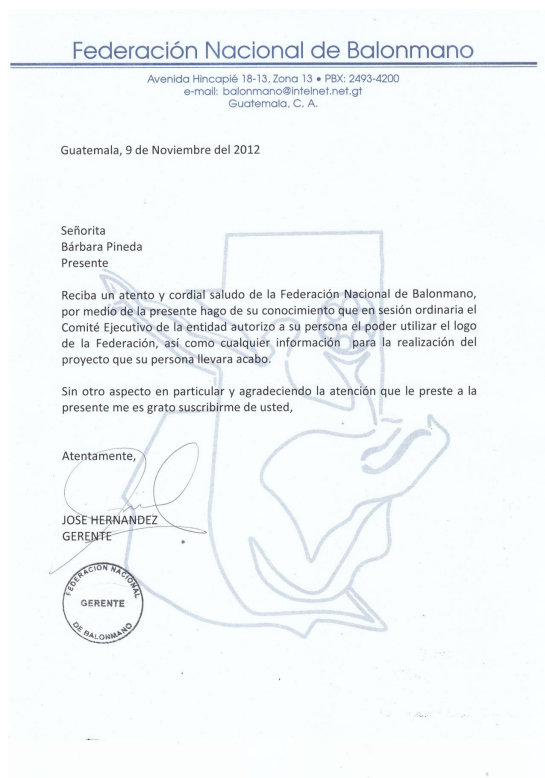 Federación Nacional de Balonmano
Avenida Hincapié 18-13, Zona 13 • PBX: 2493-4200
e-mail: balonmano@intelnet.net.gt
Guatemala, C. A.
Guatemala, 9 de Noviembre del 2012
Señorita
Bárbara Pineda
Presente
Reciba un atento y cordial saludo de la Federación Nacional de Balonmano,
por medio de la presente hago de su conocimiento que en sesión ordinaria el
Comité Ejecutivo de la entidad autorizo a su persona el poder utilizar el logo
de la Federación, así como cualquier información para la realización del
proyecto que su persona llevara acabo.
Sin otro aspecto en particular y agradeciendo la atención que le preste a la
presente me es grato suscribirme de usted,
Atentamente,
JOSE HERNANDEZ
GERENTE
FEDERACION NACIONAL
GERENTE
DE BALONMANO